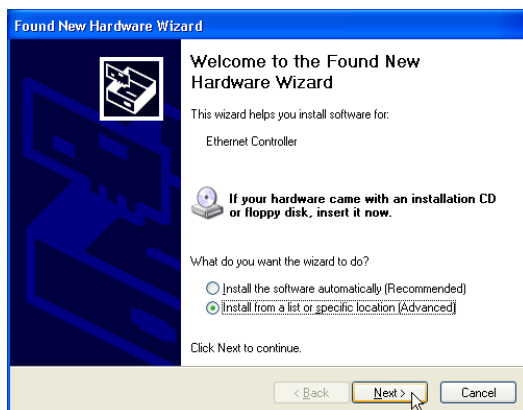 Found New Hardware Wizard
Welcome to the Found New
Hardware Wizard
This wizard helps you install software for:
Ethernet Controller
If your hardware came with an installation CD
or floppy disk, insert it now.
What do you want the wizard to do?
Install the software automatically (Recommended)
Install from a list or specific location (Advanced)
Click Next to continue.
< Back Next > Cancel